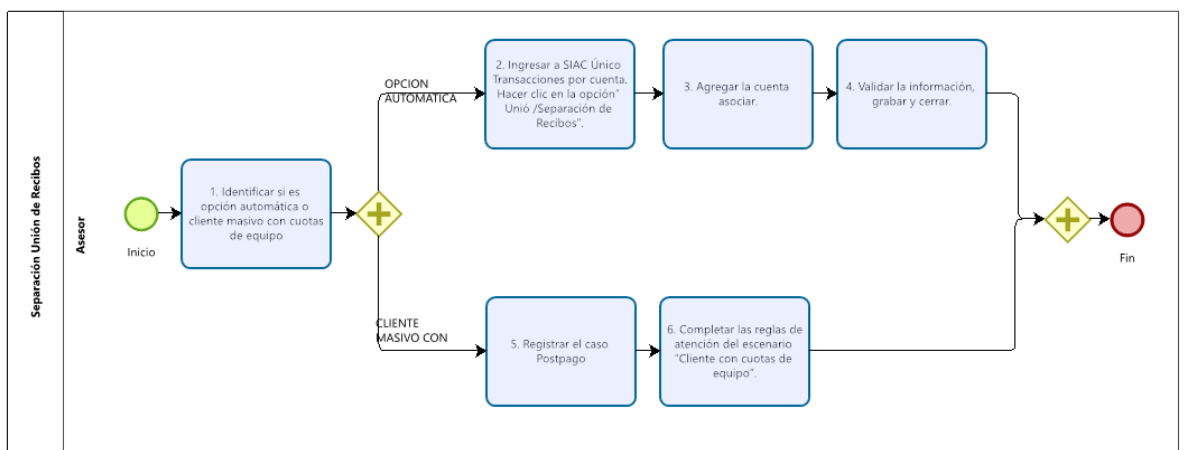 Separación Unión de Recibos
Asesor
Inicio
1. Identificar si es
opción automática o
cliente masivo con cuotas
de equipo
OPCION
AUTOMATICA
2. Ingresar a SIAC Único
Transacciones por cuenta.
Hacer clic en la opción"
Unió /Separación de
Recibos".
3. Agregar la cuenta
asociar.
4. Validar la información,
grabar y cerrar.
CLIENTE
MASIVO CON
5. Registrar el caso
Postpago
6. Completar las reglas de
atención del escenario
"Cliente con cuotas de
equipo".
Fin